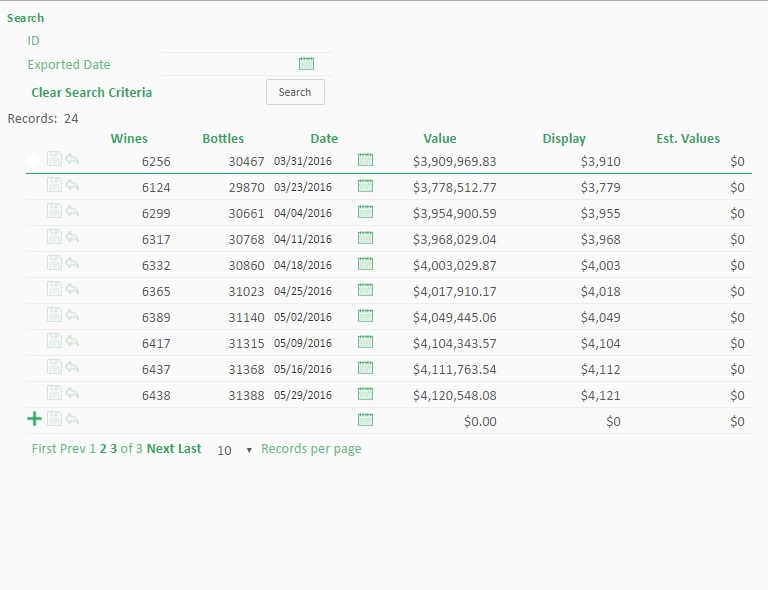 Search
ID
Exported Date
Clear Search Criteria Search
Records: 24
Wines Bottles Date Value Display Est. Values
6256 30467 03/31/2016 $3,909,969.83 $3,910 $0
6124 29870 03/23/2016 $3,778,512.77 $3,779 $0
6299 30661 04/04/2016 $3,954,900.59 $3,955 $0
6317 30768 04/11/2016 $3,968,029.04 $3,968 $0
6332 30860 04/18/2016 $4,003,029.87 $4,003 $0
6365 31023 04/25/2016 $4,017,910.17 $4,018 $0
6389 31140 05/02/2016 $4,049,445.06 $4,049 $0
6417 31315 05/09/2016 $4,104,343.57 $4,104 $0
6437 31368 05/16/2016 $4,111,763.54 $4,112 $0
6438 31388 05/29/2016 $4,120,548.08 $4,121 $0
$0.00 $0 $0
First Prev 1 2 3 of 3 Next Last 10 Records per page